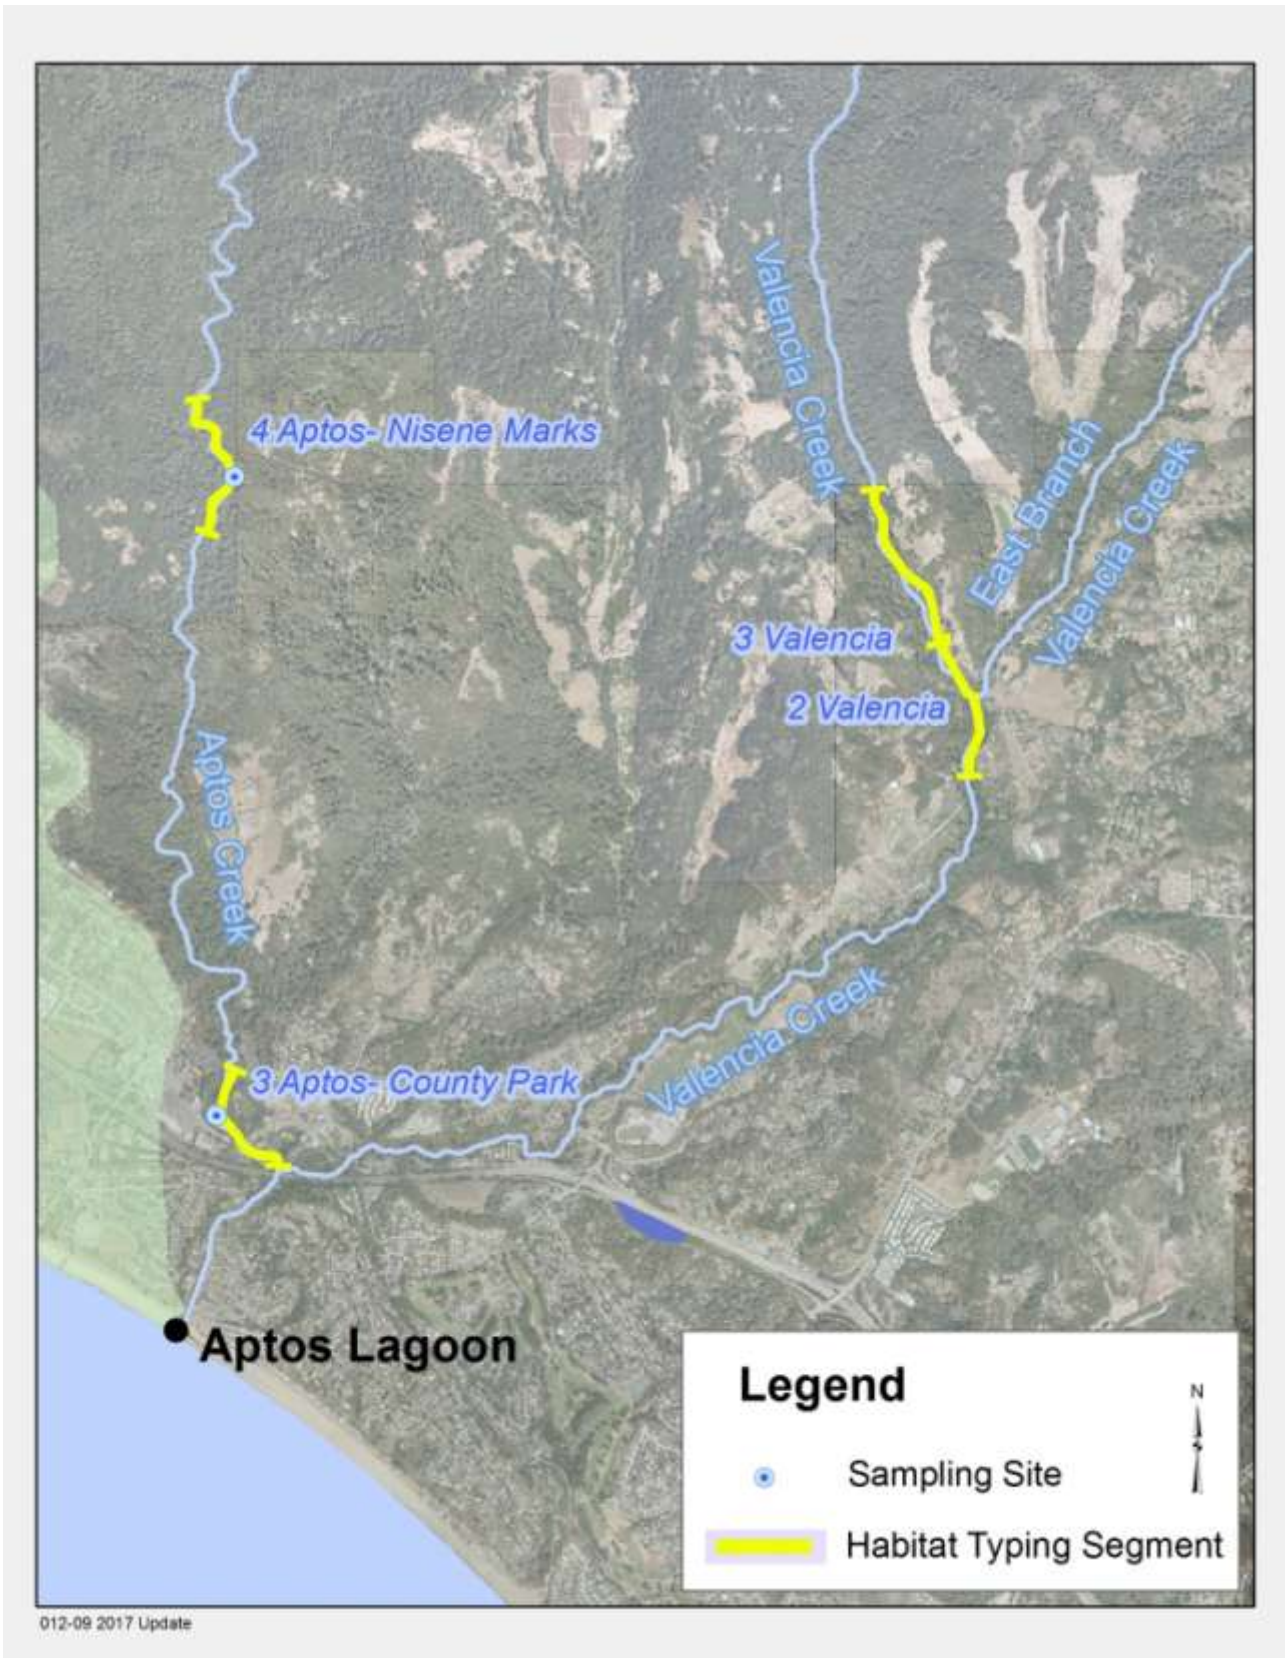 Valencia Creek
4 Aptos- Nisene Marks
East Branch
Valencia Creek
3 Valencia
2 Valencia
Aptos Creek
Valencia Creek
3 Aptos- County Park
Aptos Lagoon
Legend
N
Sampling Site
Habitat Typing Segment
012-09 2017 Update